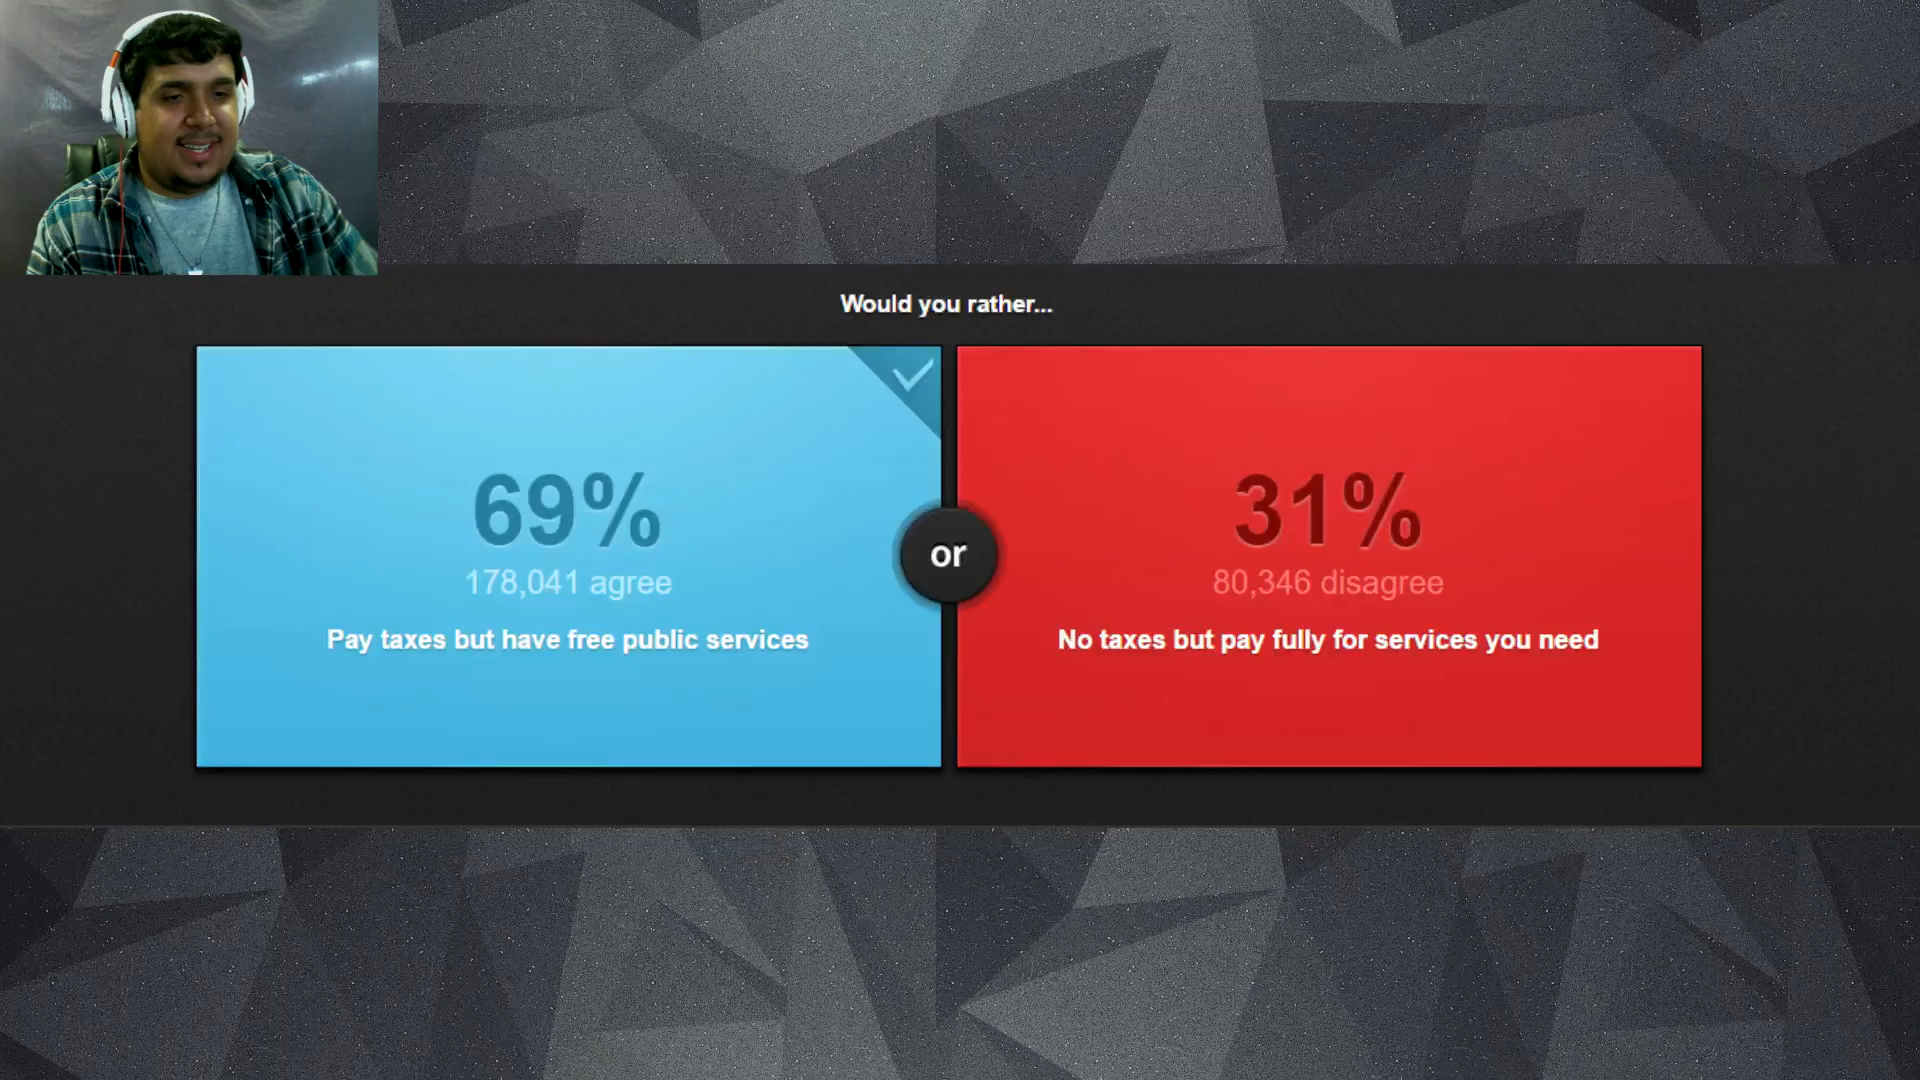 Would you rather...
69%
178,041 agree
Pay taxes but have free public services
or
31%
80,346 disagree
No taxes but pay fully for services you need